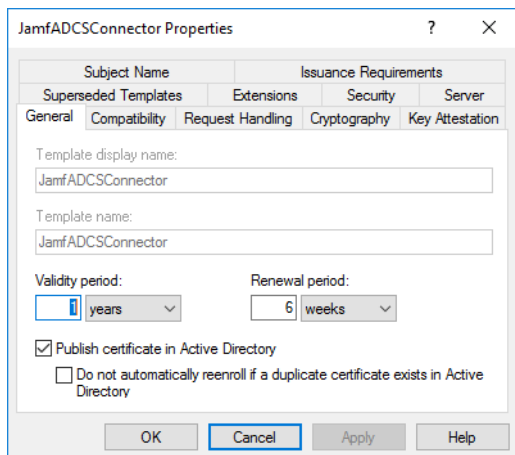 JamfADCSConnector Properties
?
Subject Name
Issuance Requirements
Superseded Templates
Extensions
Security
Server
General
Compatibility
Request Handling
Cryptography
Key Attestation
Template display name:
JamfADCSConnector
Template name:
JamfADCSConnector
Validity period:
Renewal period:
1 years
6 weeks
Publish certificate in Active Directory
Do not automatically reenroll if a duplicate certificate exists in Active
Directory
OK
Cancel
Apply
Help